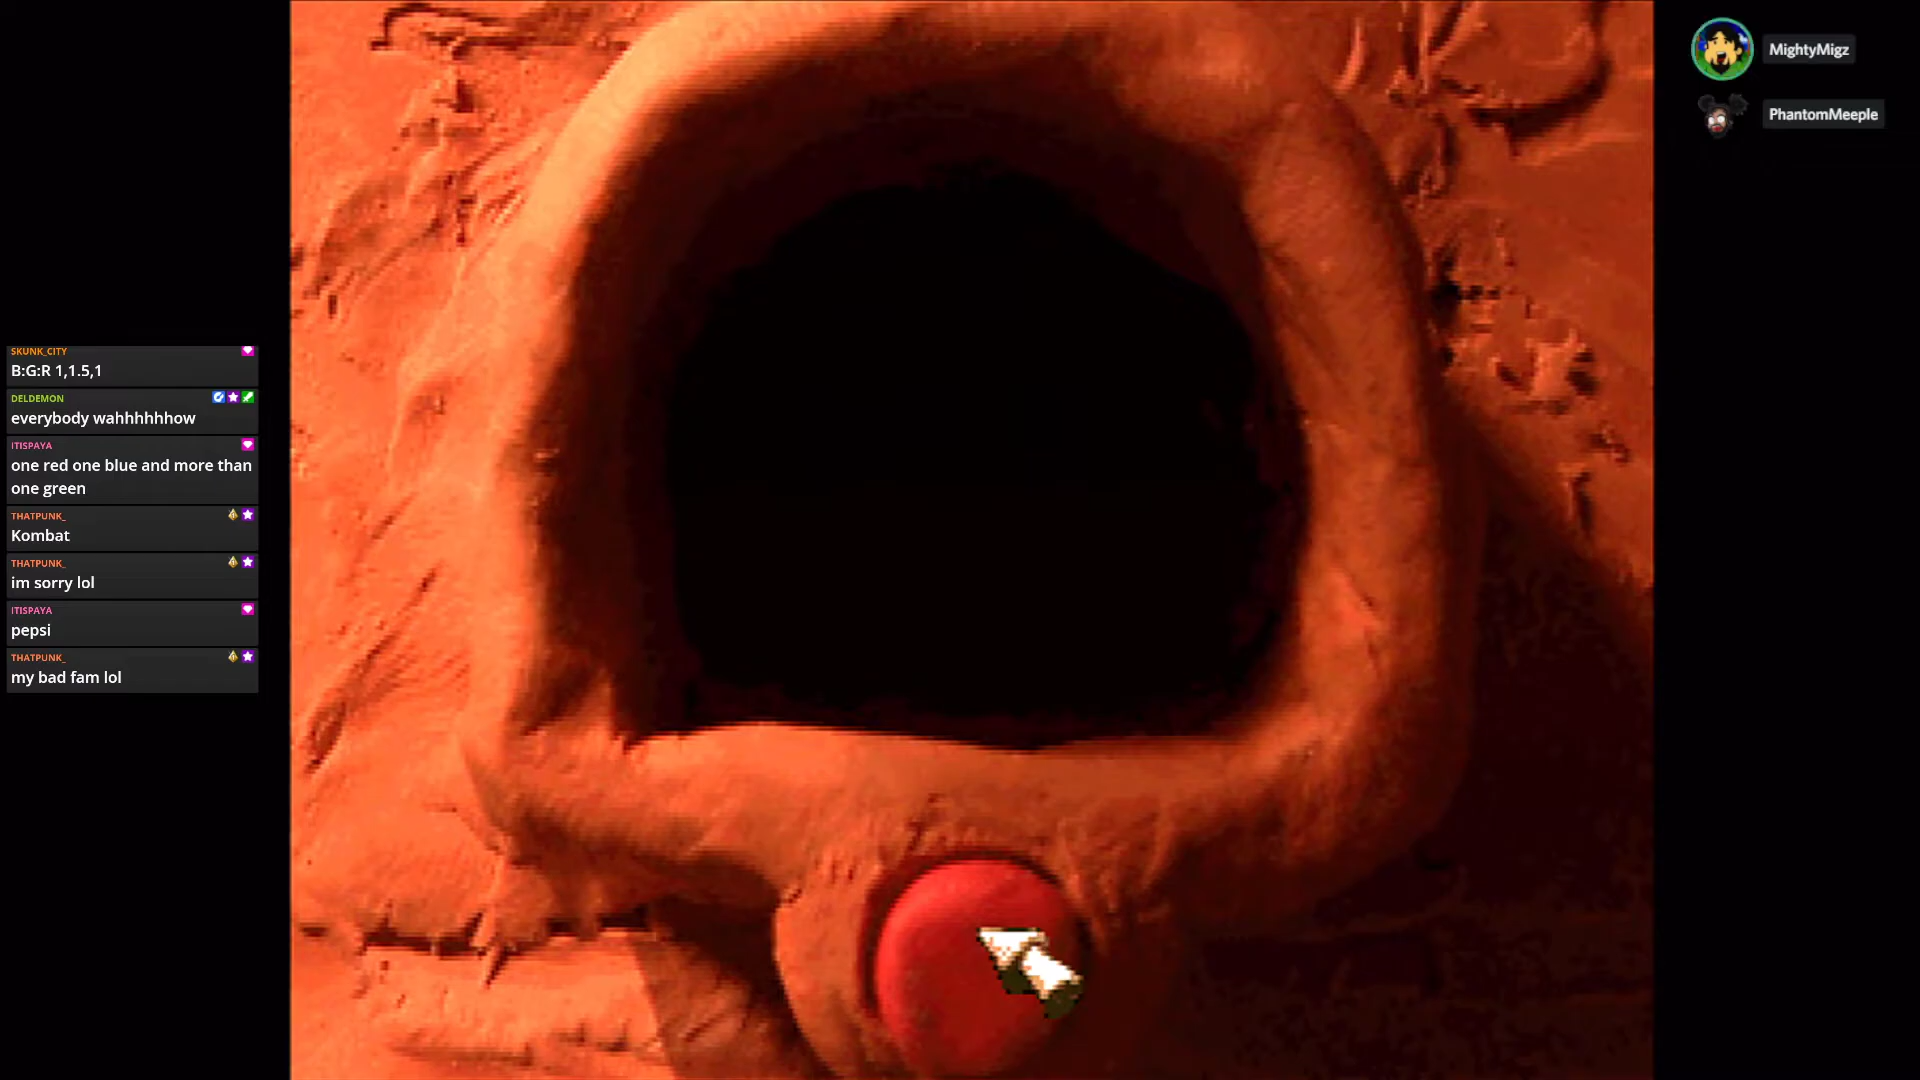 SKUNK_CITY
B:G:R 1,1.5,1
DELDEMON
everybody wahhhhhhow
ITISPAYA
one red one blue and more than
one green
THATPUNK_
Kombat
THATPUNK_
im sorry lol
ITISPAYA
pepsi
THATPUNK_
my bad fam lol
MightyMigz
PhantomMeeple